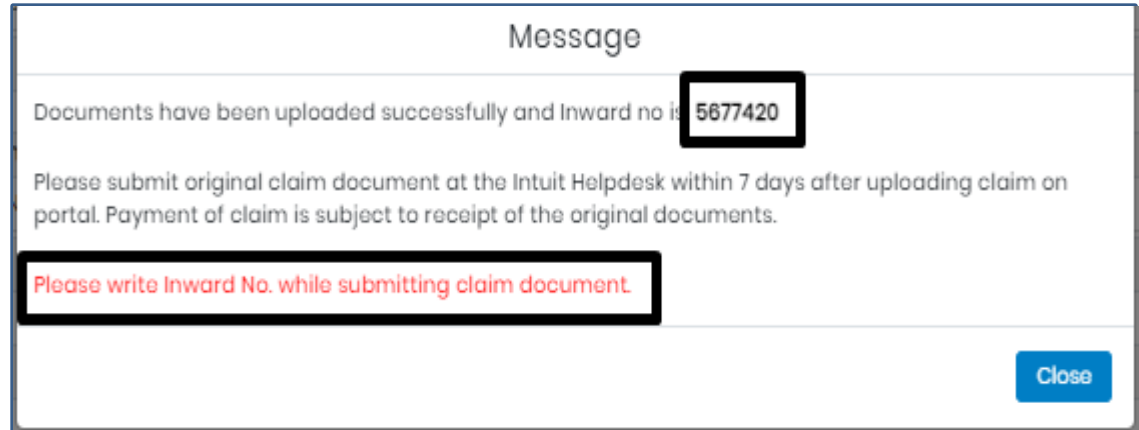 Message
Documents have been uploaded successfully and Inward no is 5677420
Please submit original claim document at the Intuit Helpdesk within 7 days after uploading claim on
portal. Payment of claim is subject to receipt of the original documents.
Please write Inward No. while submitting claim document.
Close